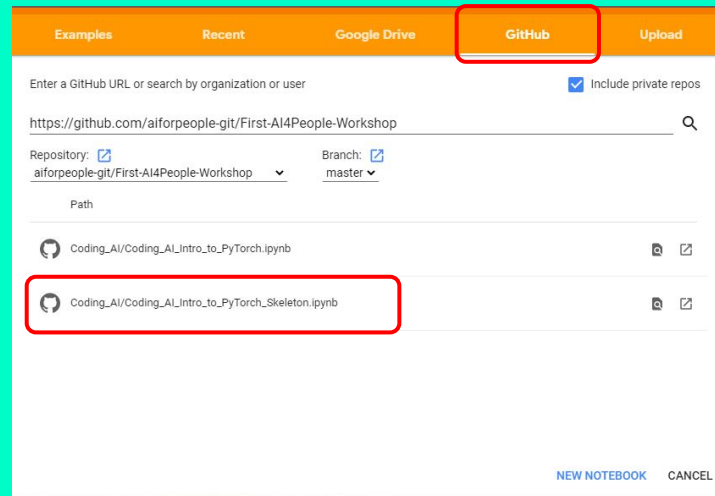 Examples Recent Google Drive GitHub Upload
Enter a GitHub URL or search by organization or user Include private repos
https://github.com/aiforpeople-git/First-AI4People-Workshop
Repository: Branch:
aiforpeople-git/First-AI4People-Workshop master
Path
Coding_AI/Coding_AI_Intro_to_PyTorch.ipynb
Coding_AI/Coding_AI_Intro_to_PyTorch_Skeleton.ipynb
NEW NOTEBOOK CANCEL